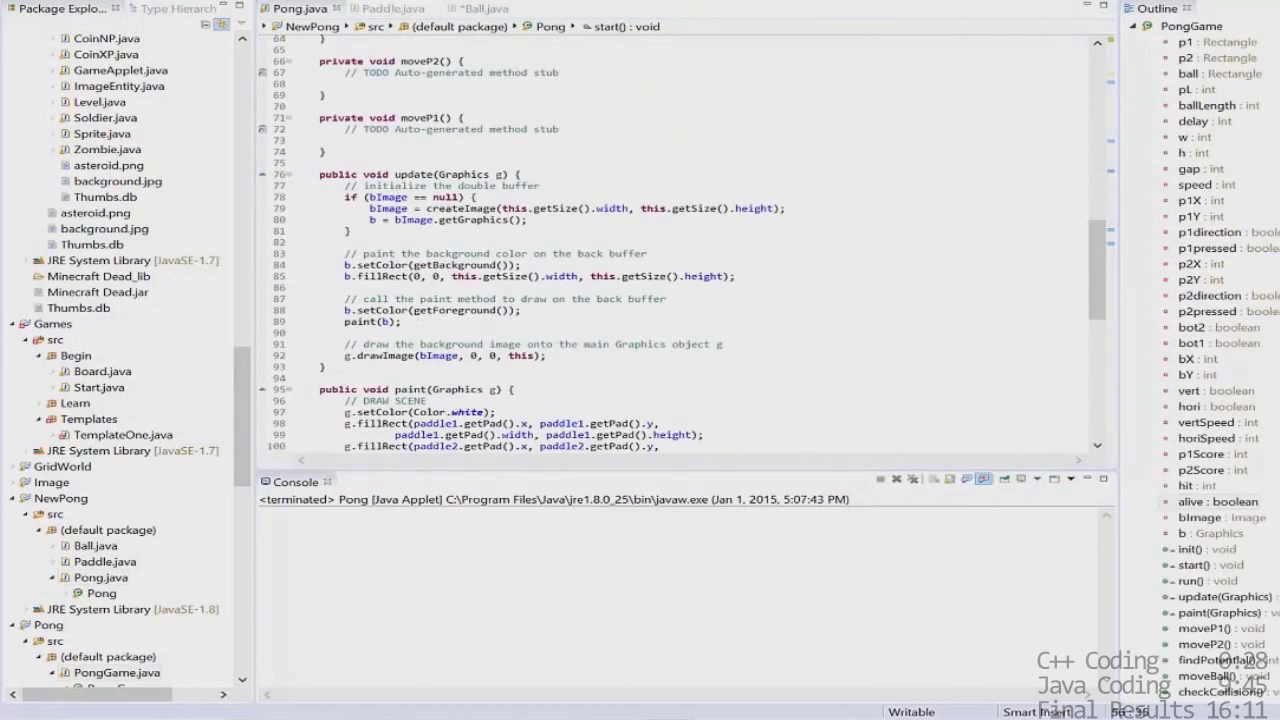 Package Explo...
Type Hierarch
CoinNP.java
CoinXP.java
GameApplet.java
ImageEntity.java
Level.java
Soldier.java
Sprite.java
Zombie.java
asteroid.png
background.jpg
Thumbs.db
asteroid.png
background.jpg
Thumbs.db
JRE System Library [JavaSE-1.7]
Minecraft Dead_lib
Minecraft Dead.jar
Thumbs.db
Games
src
Begin
Board.java
Start.java
Learn
Templates
TemplateOne.java
JRE System Library [JavaSE-1.7]
GridWorld
Image
NewPong
src
(default package)
Ball.java
Paddle.java
Pong.java
Pong
JRE System Library [JavaSE-1.8]
Pong
src
(default package)
PongGame.java
Pong.java
Paddle.java
*Ball.java
NewPong
src
(default package)
Pong
start() : void
64 }
65
66 private void moveP2() {
67 // TODO Auto-generated method stub
68
69 }
70
71 private void moveP1() {
72 // TODO Auto-generated method stub
73
74 }
75
76 public void update(Graphics g) {
77 // initialize the double buffer
78 if (bImage == null) {
79 bImage = createImage(this.getSize().width, this.getSize().height);
80 b = bImage.getGraphics();
81 }
82
83 // paint the background color on the back buffer
84 b.setColor(getBackground());
85 b.fillRect(0, 0, this.getSize().width, this.getSize().height);
86
87 // call the paint method to draw on the back buffer
88 b.setColor(getForeground());
89 paint(b);
90
91 // draw the background image onto the main Graphics object g
92 g.drawImage(bImage, 0, 0, this);
93 }
94
95 public void paint(Graphics g) {
96 // DRAW SCENE
97 g.setColor(Color.white);
98 g.fillRect(paddle1.getPad().x, paddle1.getPad().y,
99 paddle1.getPad().width, paddle1.getPad().height);
100 g.fillRect(paddle2.getPad().x, paddle2.getPad().y,
Console
<terminated> Pong [Java Applet] C:\Program Files\Java\jre1.8.0_25\bin\javaw.exe (Jan 1, 2015, 5:07:43 PM)
Outline
PongGame
p1 : Rectangle
p2 : Rectangle
ball : Rectangle
pL : int
ballLength : int
delay : int
w : int
h : int
gap : int
speed : int
p1X : int
p1Y : int
p1direction : boole
p1pressed : boole
p2X : int
p2Y : int
p2direction : boole
p2pressed : boole
bot2 : boolean
bot1 : boolean
bX : int
bY : int
vert : boolean
hori : boolean
vertSpeed : int
horiSpeed : int
p1Score : int
p2Score : int
hit : int
alive : boolean
bImage : Image
b : Graphics
init() : void
start() : void
run() : void
update(Graphics) :
paint(Graphics) :
moveP1() : void
moveP2() : void
findPotential() :
moveBall() : void
checkCollision() :
C++ Coding 0:28
Java Coding 9:45
Final Results 16:11
Writable
Smart Insert